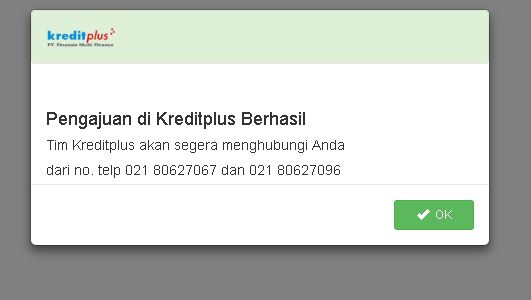 kreditplus
PT. Finansia Multi Finance
Pengajuan di Kreditplus Berhasil
Tim Kreditplus akan segera menghubungi Anda
dari no. telp 021 80627067 dan 021 80627096
OK